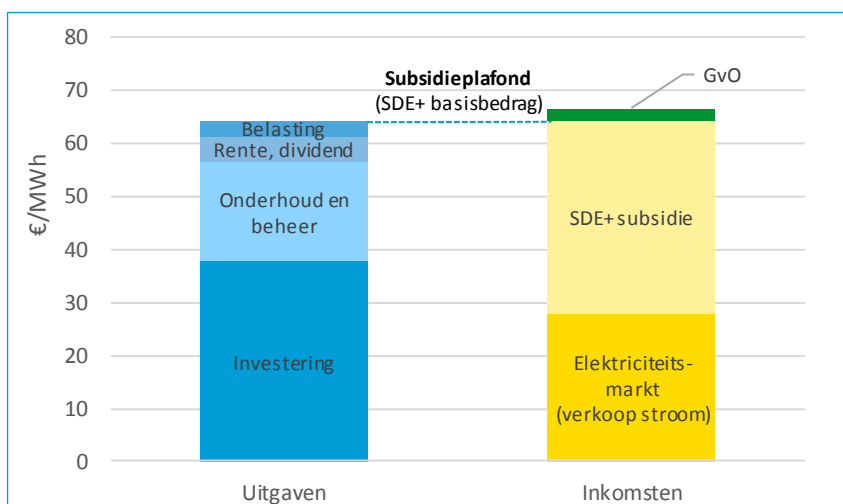 80
70
60
50
40
30
20
10
0
€/MWh
Subsidieplafond
(SDE+ basisbedrag)
GvO
Belasting
Rente, dividend
Onderhoud en
beheer
Investering
SDE+ subsidie
Elektriciteits-
markt
(verkoop stroom)
Uitgaven
Inkomsten